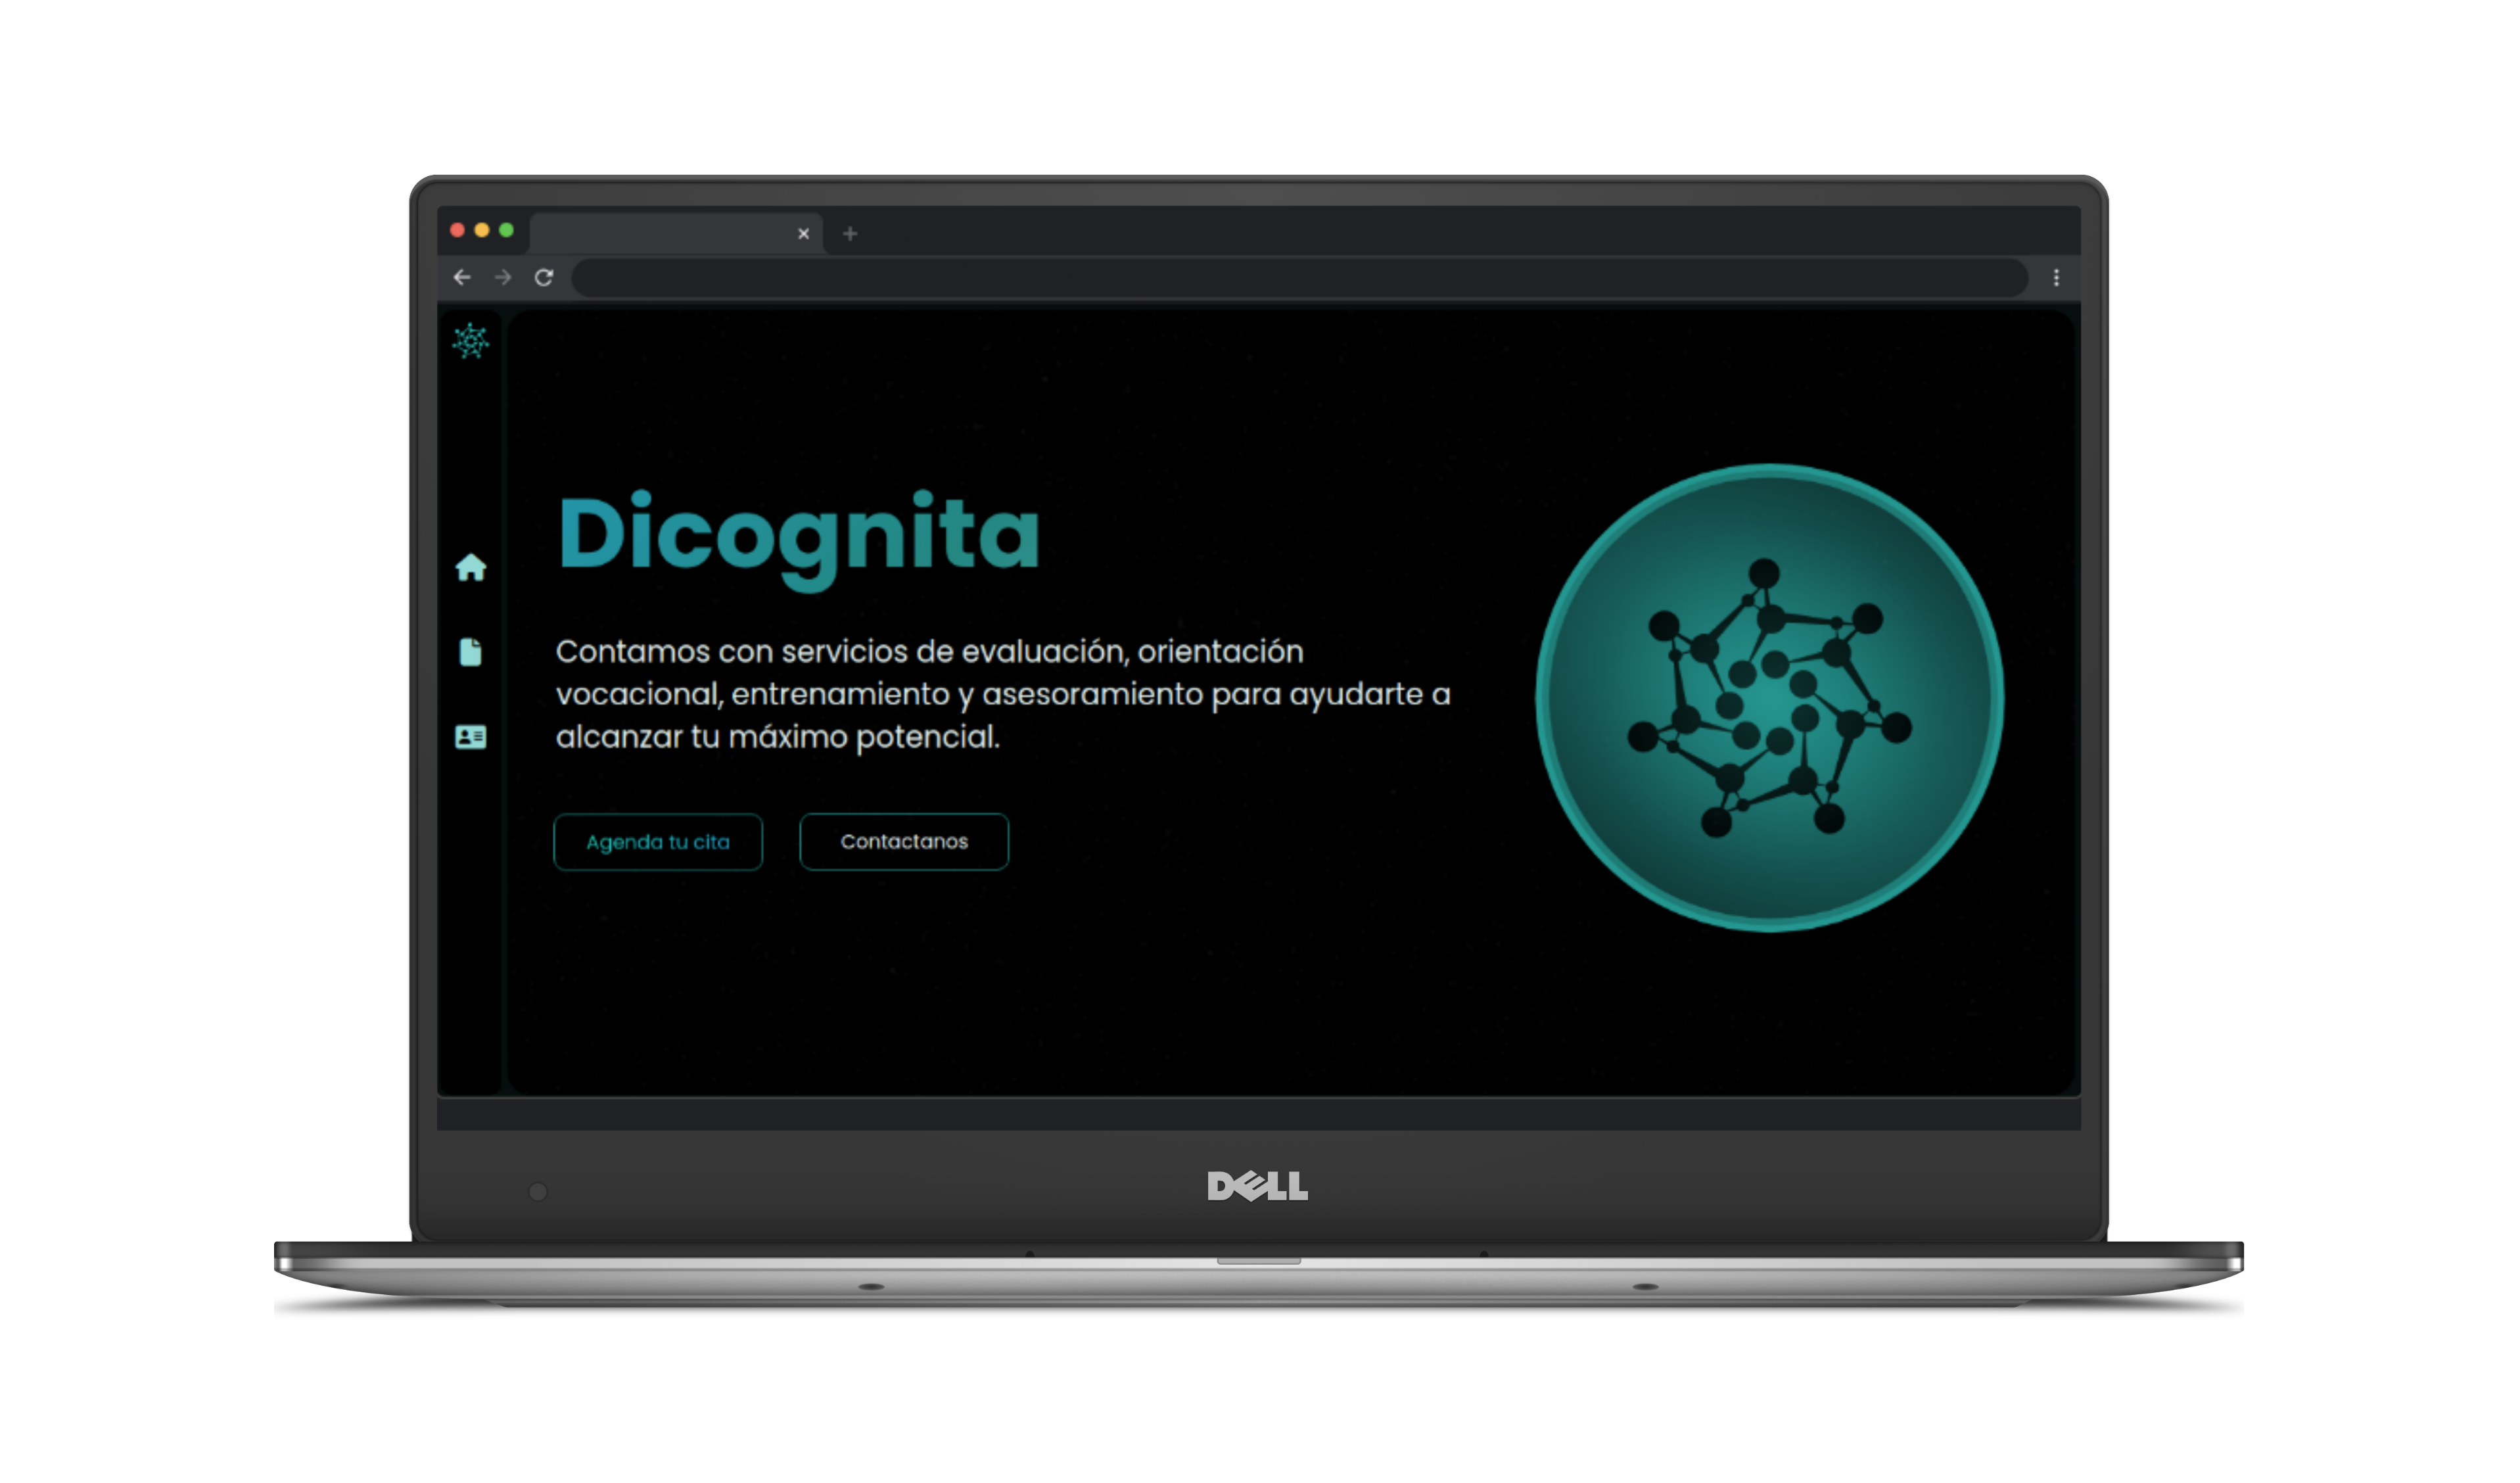 Dicognita
Contamos con servicios de evaluación, orientación
vocacional, entrenamiento y asesoramiento para ayudarte a
alcanzar tu máximo potencial.
Agenda tu cita
Contactanos
DELL